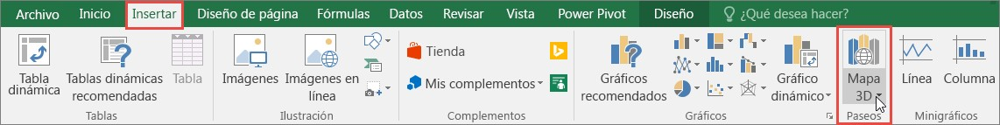 Archivo Inicio Insertar Diseño de página Fórmulas Datos Revisar Vista Power Pivot Diseño ¿Qué desea hacer?
Tabla dinámica
Tablas dinámicas recomendadas
Tabla
Tablas
Imágenes
Imágenes en línea
Ilustración
Tienda
Mis complementos
Complementos
Gráficos recomendados
Gráfico dinámico
Gráficos
Mapa 3D
Paseos
Línea
Columna
Minigráficos